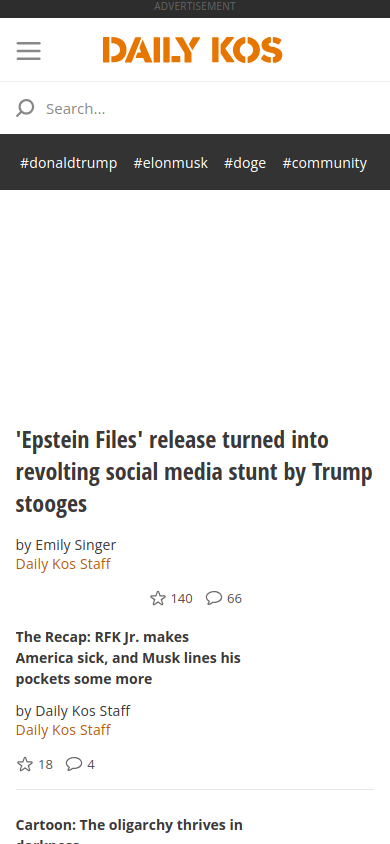 ADVERTISEMENT
DAILY KOS
Search...
#donaldtrump #elonmusk #doge #community
'Epstein Files' release turned into
revolting social media stunt by Trump
stooges
by Emily Singer
Daily Kos Staff
140 66
The Recap: RFK Jr. makes
America sick, and Musk lines his
pockets some more
by Daily Kos Staff
Daily Kos Staff
18 4
Cartoon: The oligarchy thrives in